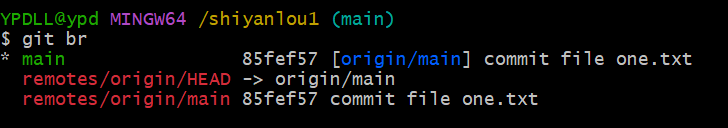 YPDLL@ypd MINGW64 /shiyanlou1 (main)
$ git br
* main 85fef57 [origin/main] commit file one.txt
remotes/origin/HEAD -> origin/main
remotes/origin/main 85fef57 commit file one.txt